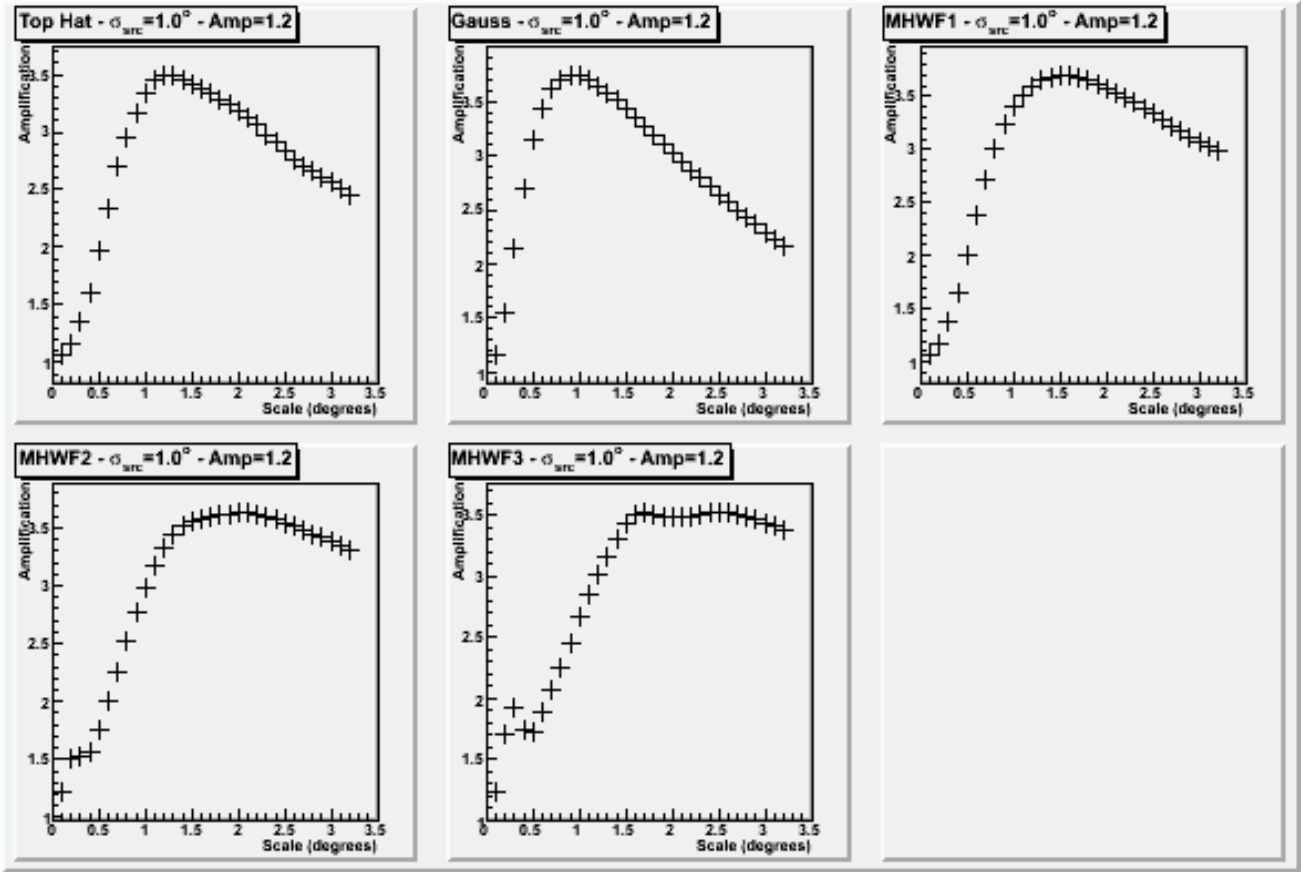 Top Hat - σsrc=1.0° - Amp=1.2
Amplification
3.5
3
2.5
2
1.5
1
0 0.5 1 1.5 2 2.5 3 3.5
Scale (degrees)
Gauss - σsrc=1.0° - Amp=1.2
Amplification
3.5
3
2.5
2
1.5
1
0 0.5 1 1.5 2 2.5 3 3.5
Scale (degrees)
MHWF1 - σsrc=1.0° - Amp=1.2
Amplification
3.5
3
2.5
2
1.5
1
0 0.5 1 1.5 2 2.5 3 3.5
Scale (degrees)
MHWF2 - σsrc=1.0° - Amp=1.2
Amplification
3.5
3
2.5
2
1.5
1
0 0.5 1 1.5 2 2.5 3 3.5
Scale (degrees)
MHWF3 - σsrc=1.0° - Amp=1.2
Amplification
3.5
3
2.5
2
1.5
1
0 0.5 1 1.5 2 2.5 3 3.5
Scale (degrees)